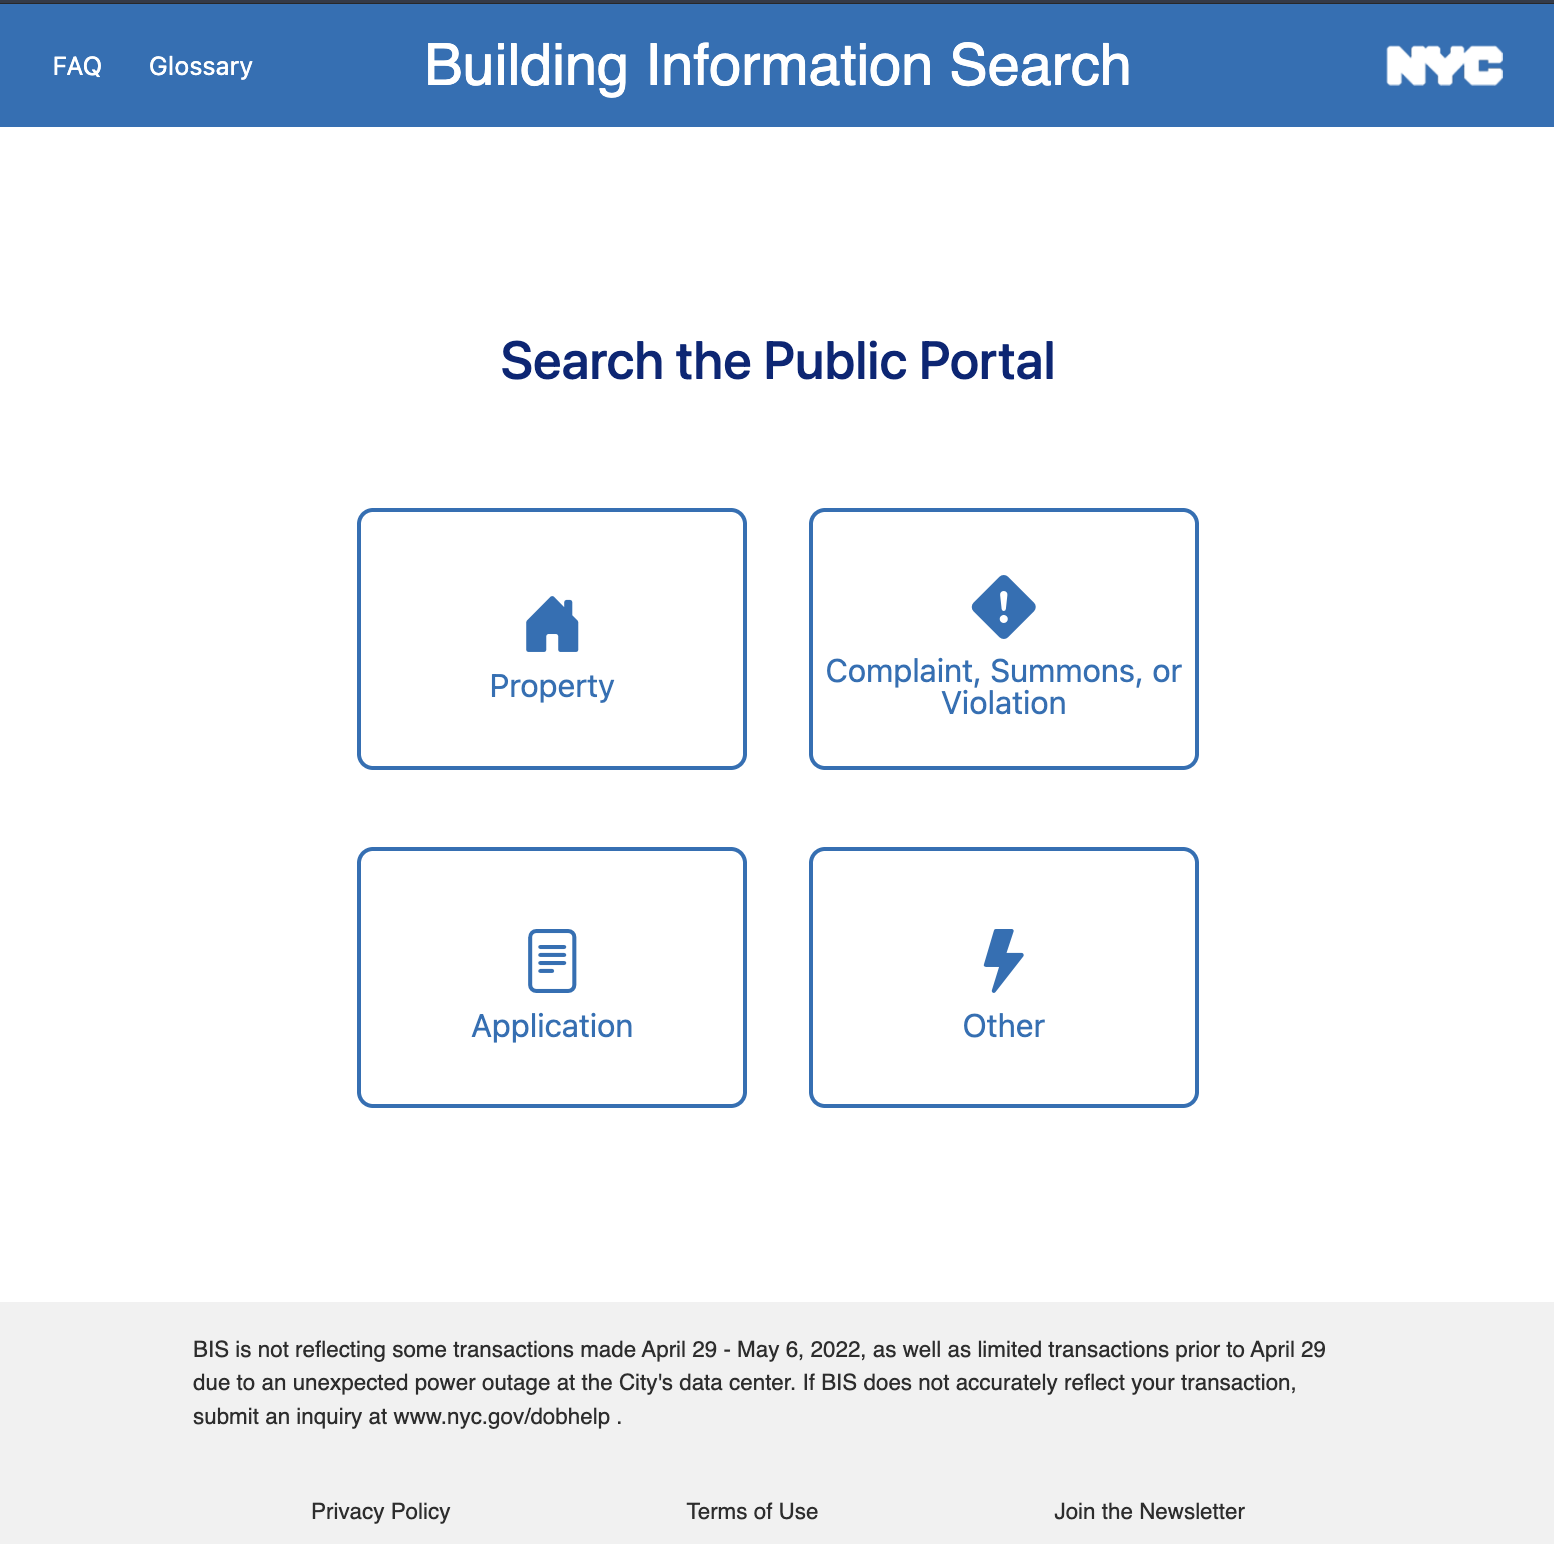 FAQ
Glossary
Building Information Search
NYC
Search the Public Portal
Property
Complaint, Summons, or
Violation
Application
Other
BIS is not reflecting some transactions made April 29 - May 6, 2022, as well as limited transactions prior to April 29
due to an unexpected power outage at the City's data center. If BIS does not accurately reflect your transaction,
submit an inquiry at www.nyc.gov/dobhelp .
Privacy Policy
Terms of Use
Join the Newsletter